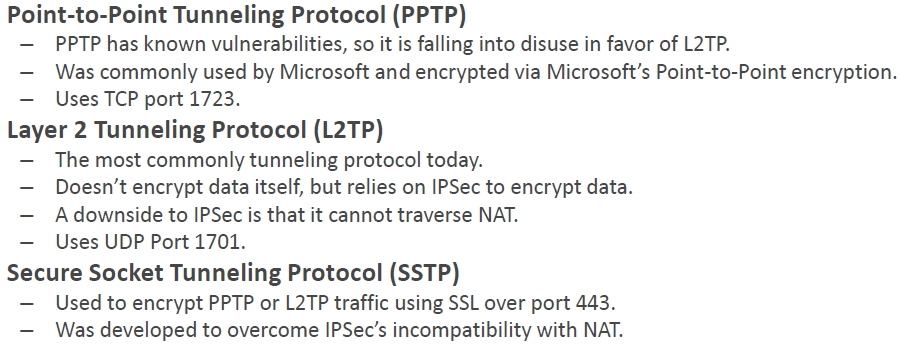 Point-to-Point Tunneling Protocol (PPTP)
– PPTP has known vulnerabilities, so it is falling into disuse in favor of L2TP.
– Was commonly used by Microsoft and encrypted via Microsoft’s Point-to-Point encryption.
– Uses TCP port 1723.
Layer 2 Tunneling Protocol (L2TP)
– The most commonly tunneling protocol today.
– Doesn’t encrypt data itself, but relies on IPSec to encrypt data.
– A downside to IPSec is that it cannot traverse NAT.
– Uses UDP Port 1701.
Secure Socket Tunneling Protocol (SSTP)
– Used to encrypt PPTP or L2TP traffic using SSL over port 443.
– Was developed to overcome IPSec’s incompatibility with NAT.